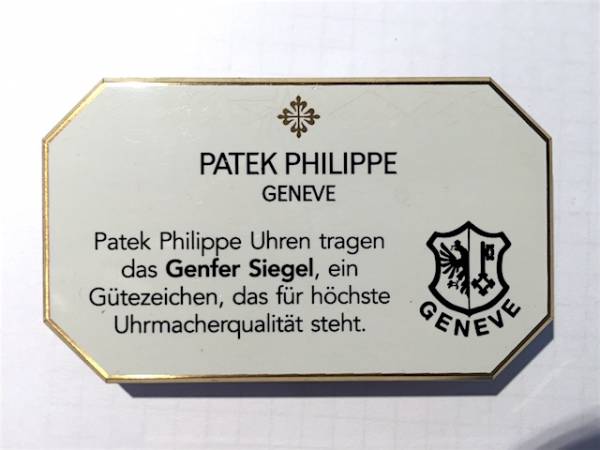 PATEK PHILIPPE
GENEVE
Patek Philippe Uhren tragen
das Genfer Siegel, ein
Gütezeichen, das für höchste
Uhrmacherqualität steht.
GENEVE